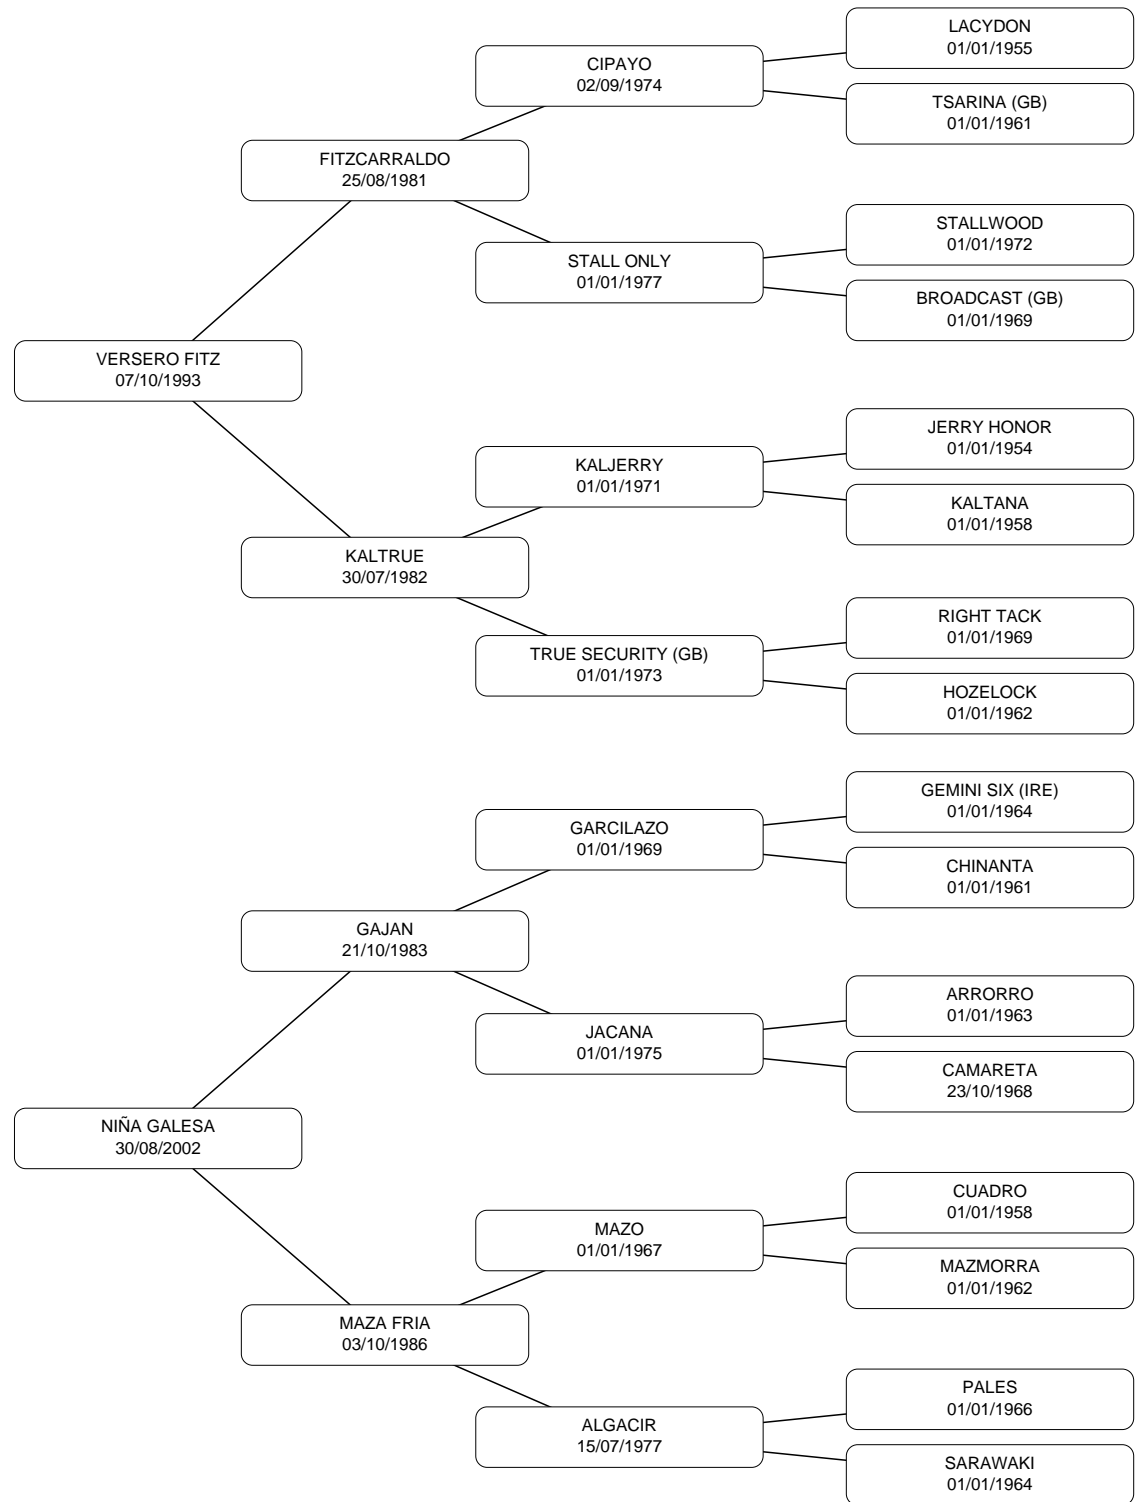 LACYDON
01/01/1955
CIPAYO
02/09/1974
TSARINA (GB)
01/01/1961
FITZCARRALDO
25/08/1981
STALLWOOD
01/01/1972
STALL ONLY
01/01/1977
BROADCAST (GB)
01/01/1969
VERSERO FITZ
07/10/1993
JERRY HONOR
01/01/1954
KALJERRY
01/01/1971
KALTANA
01/01/1958
KALTRUE
30/07/1982
RIGHT TACK
01/01/1969
TRUE SECURITY (GB)
01/01/1973
HOZELOCK
01/01/1962
GEMINI SIX (IRE)
01/01/1964
GARCILAZO
01/01/1969
CHINANTA
01/01/1961
GAJAN
21/10/1983
ARRORRO
01/01/1963
JACANA
01/01/1975
CAMARETA
23/10/1968
NIÑA GALESA
30/08/2002
CUADRO
01/01/1958
MAZO
01/01/1967
MAZMORRA
01/01/1962
MAZA FRIA
03/10/1986
PALES
01/01/1966
ALGACIR
15/07/1977
SARAWAKI
01/01/1964